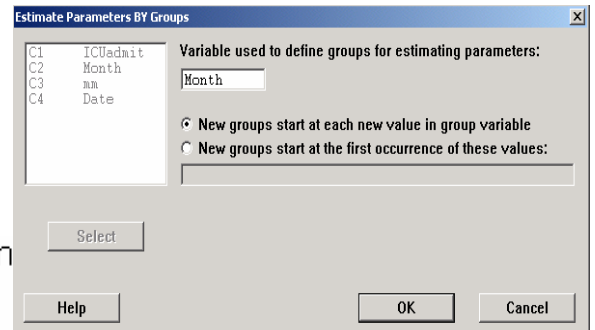 Estimate Parameters BY Groups
C1 ICUadmit
C2 Month
C3 mm
C4 Date
Variable used to define groups for estimating parameters:
Month
New groups start at each new value in group variable
New groups start at the first occurrence of these values:
Select
n
Help
OK
Cancel